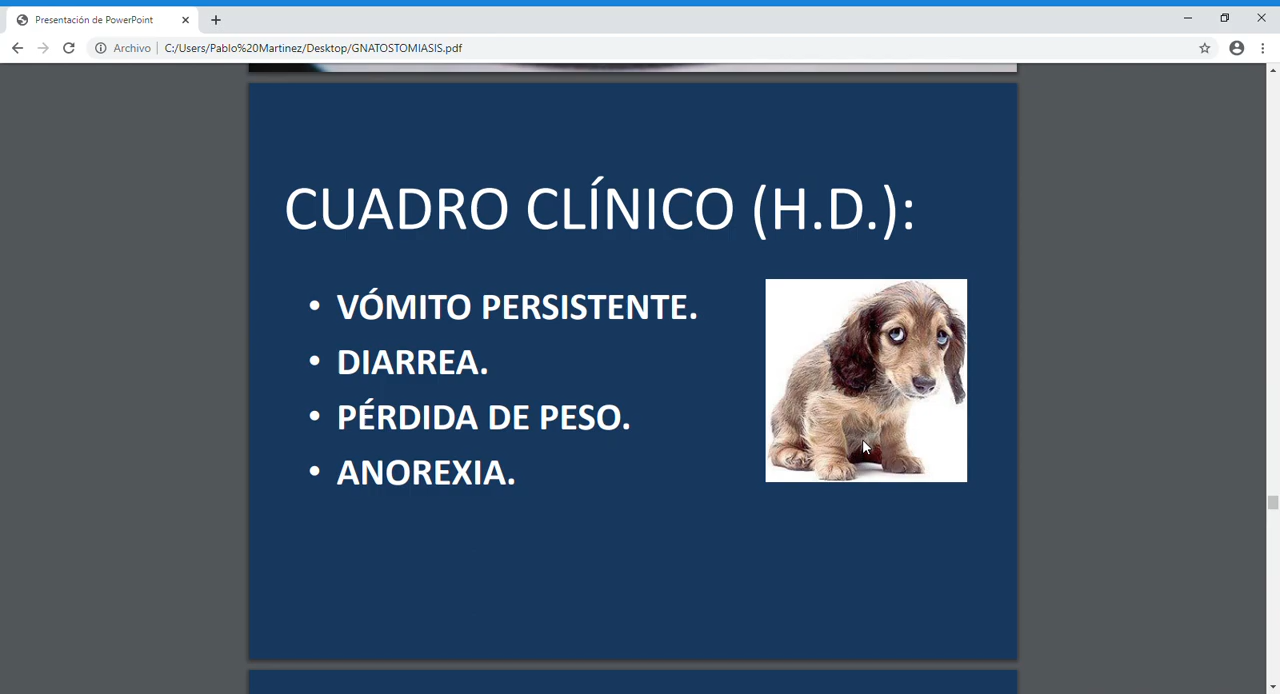 Presentación de PowerPoint
Archivo | C:/Users/Pablo%20Martinez/Desktop/GNATOSTOMIASIS.pdf
CUADRO CLÍNICO (H.D.):
• VÓMITO PERSISTENTE.
• DIARREA.
• PÉRDIDA DE PESO.
• ANOREXIA.